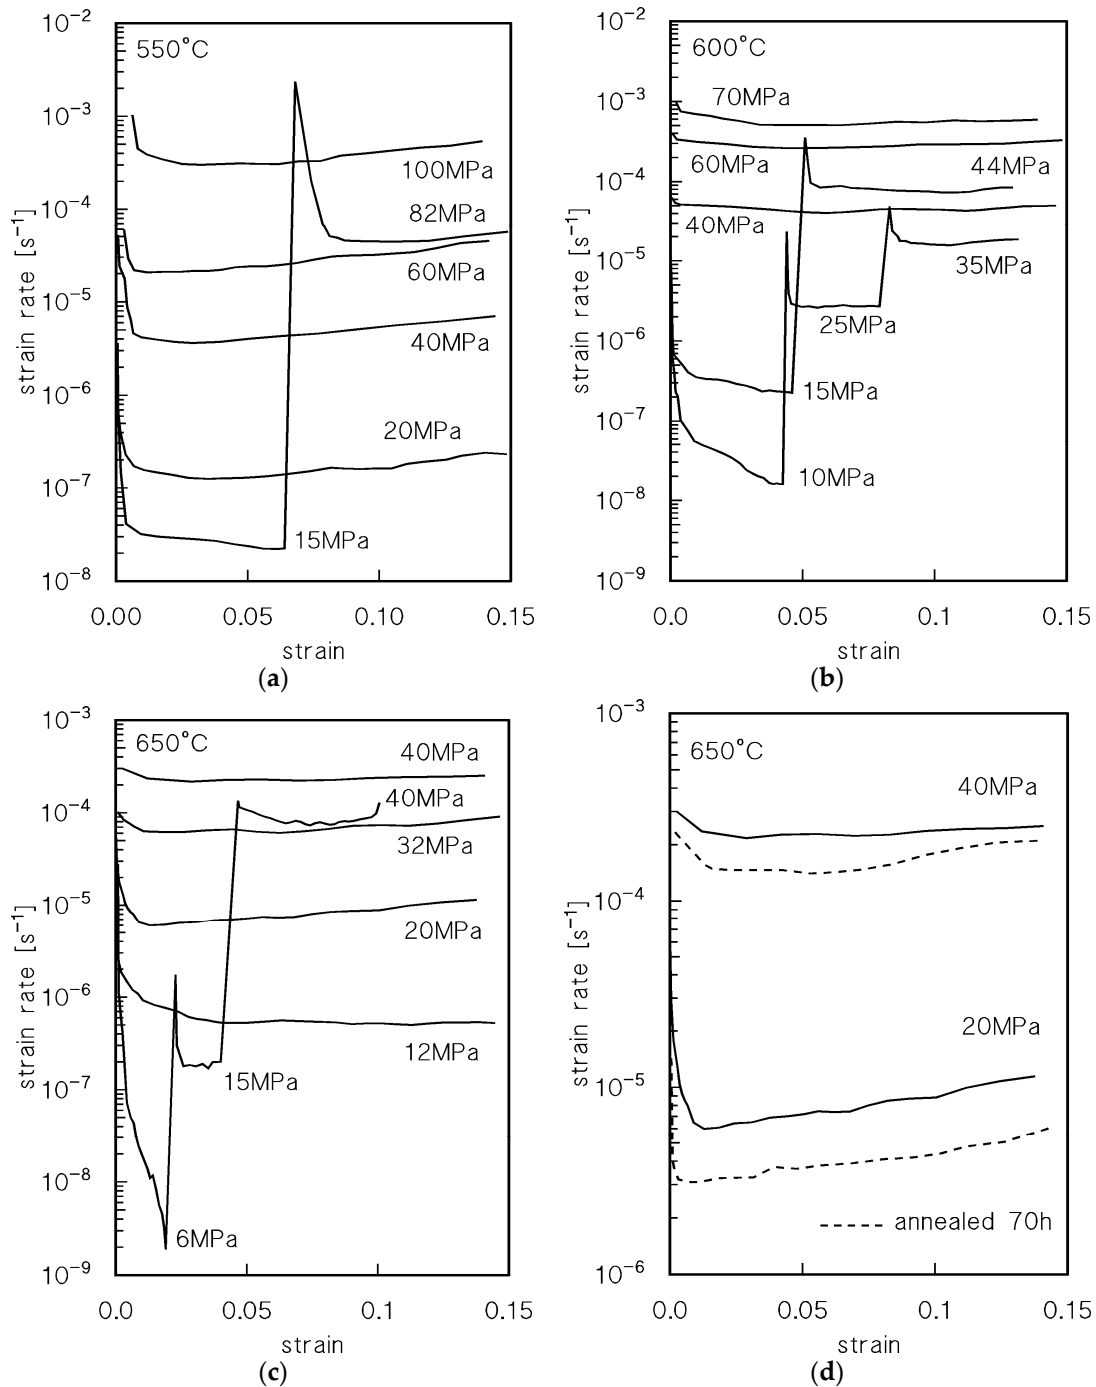 10⁻²
550°C
10⁻³
100MPa
10⁻⁴
82MPa
60MPa
10⁻⁵
40MPa
10⁻⁶
20MPa
10⁻⁷
15MPa
10⁻⁸
0.00 0.05 0.10 0.15
strain
strain rate [s⁻¹]
(a)
10⁻²
600°C
70MPa
10⁻³
60MPa 44MPa
10⁻⁴
40MPa
35MPa
10⁻⁵
25MPa
10⁻⁶
15MPa
10⁻⁷
10MPa
10⁻⁸
10⁻⁹
0.0 0.05 0.1 0.15
strain
strain rate [s⁻¹]
(b)
10⁻³
650°C
40MPa
40MPa
10⁻⁴
32MPa
10⁻⁵
20MPa
10⁻⁶
12MPa
15MPa
10⁻⁷
10⁻⁸
6MPa
10⁻⁹
0.0 0.05 0.1 0.15
strain
strain rate [s⁻¹]
(c)
10⁻³
650°C
40MPa
10⁻⁴
20MPa
10⁻⁵
annealed 70h
10⁻⁶
0.0 0.05 0.1 0.15
strain
strain rate [s⁻¹]
(d)